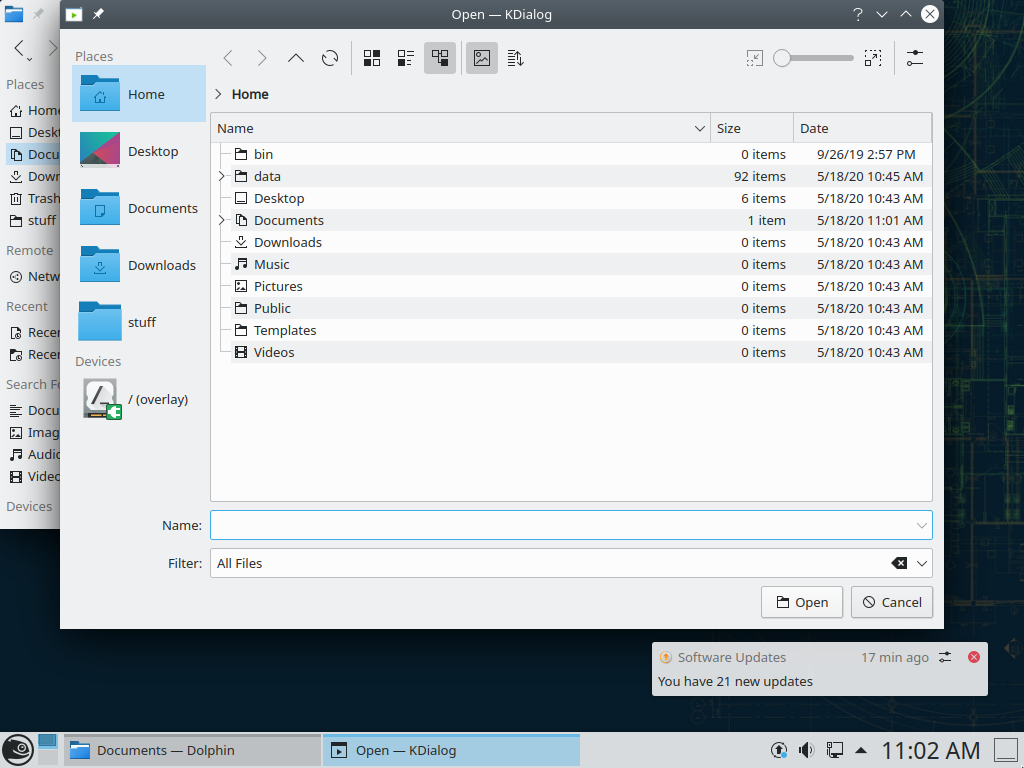 Open — KDialog
Places
Home
Desktop
Documents
Downloads
stuff
Devices
/ (overlay)
Home
Name Size Date
bin 0 items 9/26/19 2:57 PM
data 92 items 5/18/20 10:45 AM
Desktop 6 items 5/18/20 10:43 AM
Documents 1 item 5/18/20 11:01 AM
Downloads 0 items 5/18/20 10:43 AM
Music 0 items 5/18/20 10:43 AM
Pictures 0 items 5/18/20 10:43 AM
Public 0 items 5/18/20 10:43 AM
Templates 0 items 5/18/20 10:43 AM
Videos 0 items 5/18/20 10:43 AM
Name:
Filter: All Files
Open Cancel
Places
Home
Deskt
Docu
Down
Trash
stuff
Remote
Netw
Recent
Recen
Recen
Search Fo
Docu
Imag
Audio
Video
Devices
Software Updates 17 min ago
You have 21 new updates
Documents — Dolphin
Open — KDialog
11:02 AM